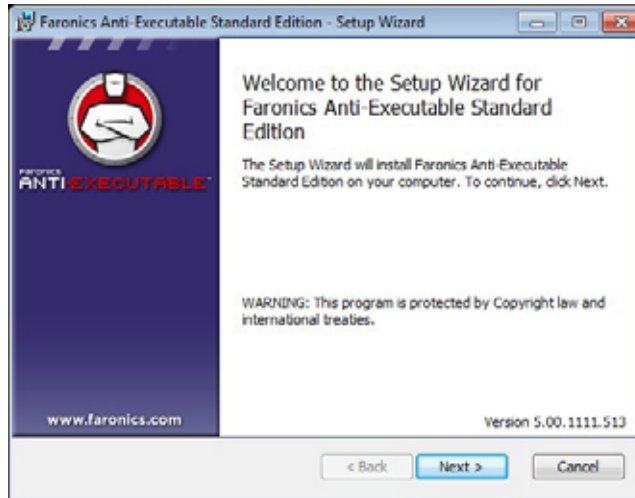 Faronics Anti-Executable Standard Edition - Setup Wizard
Welcome to the Setup Wizard for
Faronics Anti-Executable Standard
Edition
The Setup Wizard will install Faronics Anti-Executable
Standard Edition on your computer. To continue, click Next.
FARONICS
ANTI-EXECUTABLE
WARNING: This program is protected by Copyright law and
international treaties.
www.faronics.com
Version 5.00.1111.513
< Back
Next >
Cancel